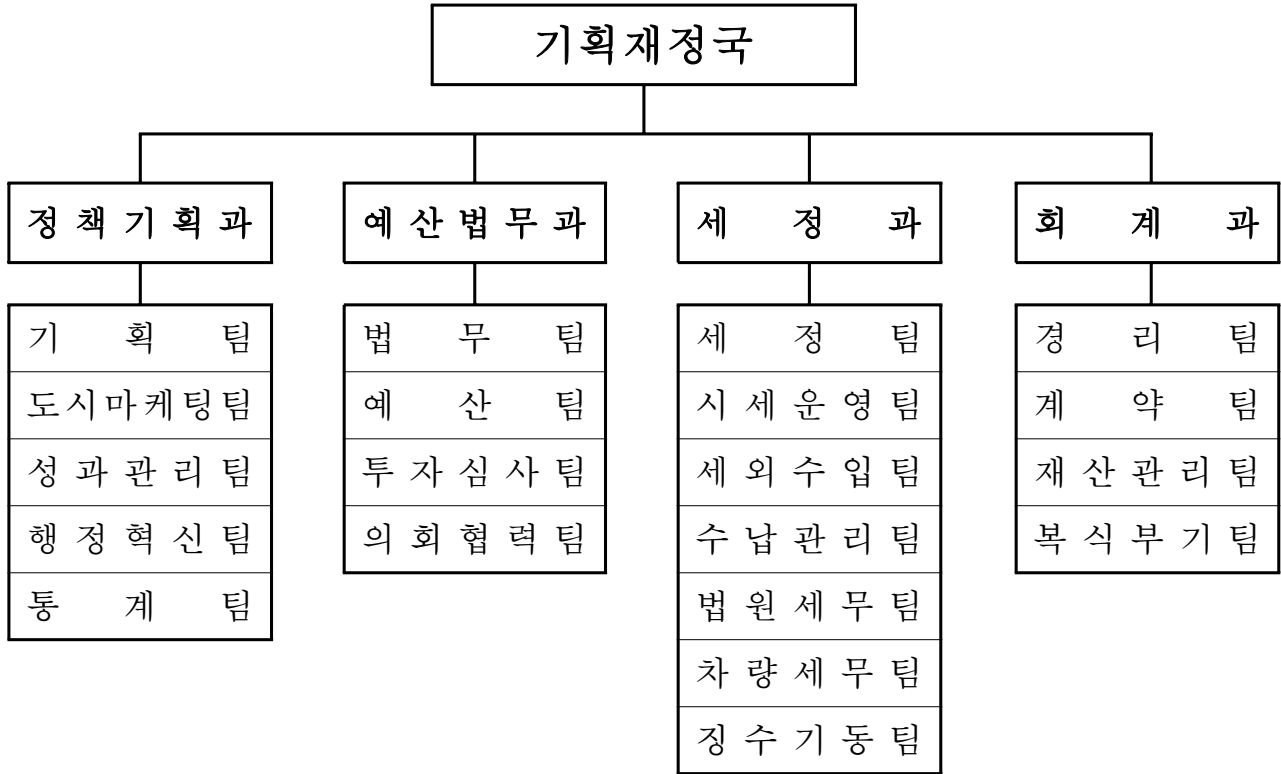 기획재정국
정책기획과
예산법무과
세정과
회계과
기획팀
도시마케팅팀
성과관리팀
행정혁신팀
통계팀
법무팀
예산팀
투자심사팀
의회협력팀
세정팀
시세운영팀
세외수입팀
수납관리팀
법원세무팀
차량세무팀
징수기동팀
경리팀
계약팀
재산관리팀
복식부기팀